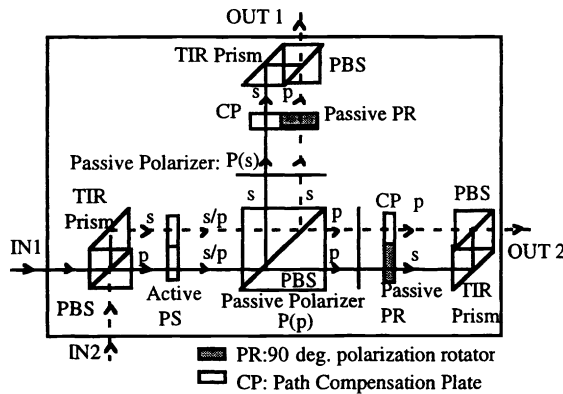 OUT 1
TIR Prism
PBS
s p
CP
Passive PR
Passive Polarizer: P(s)
TIR
Prism
s
s/p
s
s
p
CP
p
PBS
IN1
p
s/p
PBS
p
s
OUT 2
PBS
Active
PS
Passive Polarizer
P(p)
Passive
PR
TIR
Prism
IN2
PR:90 deg. polarization rotator
CP: Path Compensation Plate